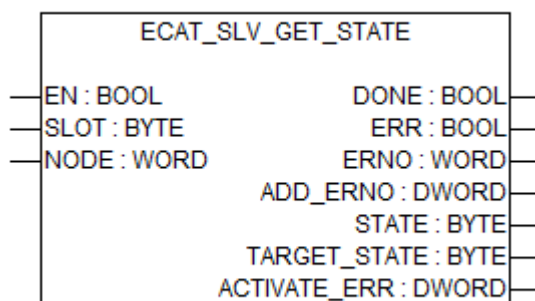 ECAT_SLV_GET_STATE
EN : BOOL DONE : BOOL
SLOT : BYTE ERR : BOOL
NODE : WORD ERNO : WORD
ADD_ERNO : DWORD
STATE : BYTE
TARGET_STATE : BYTE
ACTIVATE_ERR : DWORD